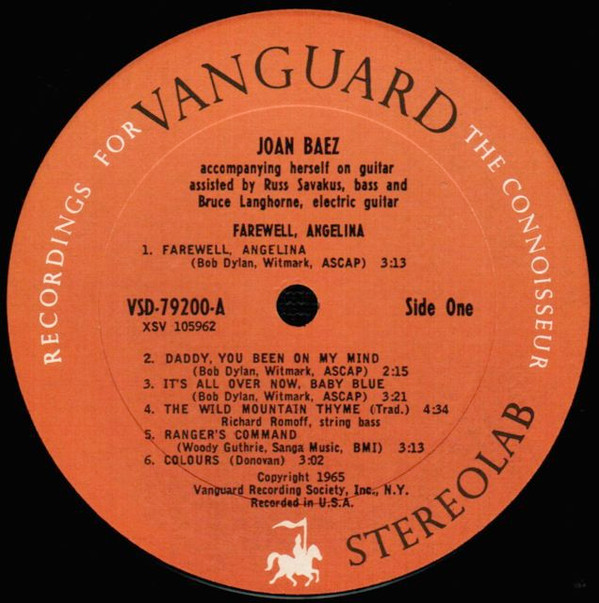 RECORDINGS FOR VANGUARD THE CONNOISSEUR
JOAN BAEZ
accompanying herself on guitar
assisted by Russ Savakus, bass and
Bruce Langhorne, electric guitar
FAREWELL, ANGELINA
1. FAREWELL, ANGELINA
(Bob Dylan, Witmark, ASCAP) 3:13
VSD-79200-A Side One
XSV 105962
2. DADDY, YOU BEEN ON MY MIND
(Bob Dylan, Witmark, ASCAP) 2:15
3. IT'S ALL OVER NOW, BABY BLUE
(Bob Dylan, Witmark, ASCAP) 3:21
4. THE WILD MOUNTAIN THYME (Trad.) 4:34
Richard Romoff, string bass
5. RANGER'S COMMAND
(Woody Guthrie, Sanga Music, BMI) 3:13
6. COLOURS (Donovan) 3:02
Copyright 1965
Vanguard Recording Society, Inc., N.Y.
Recorded in U.S.A.
STEREOLAB